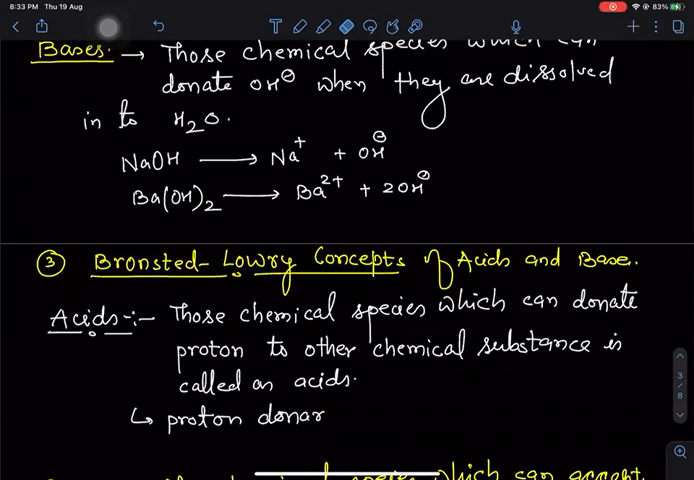 8:33 PM Thu 19 Aug
83%
Bases. → Those chemical species which can
donate OH⊖ when they are dissolved
in to H₂O.
NaOH ⟶ Na⁺ + OH⊖
Ba(OH)₂ ⟶ Ba²⁺ + 2OH⊖
③ Bronsted-Lowry Concepts of Acids and Base.
Acids:- Those chemical species which can donate
proton to other chemical substance is
called an acids.
↳ proton donar
3
/
8
which can accept